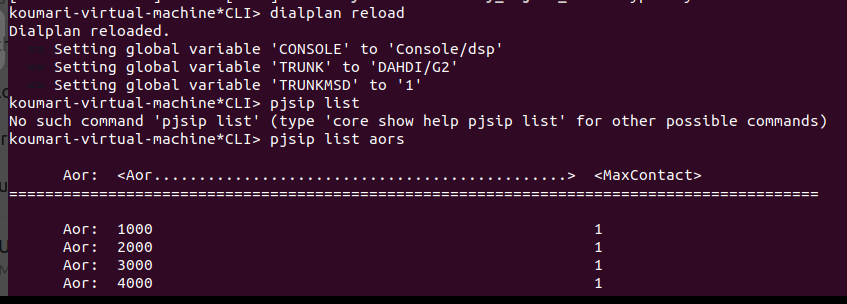 koumari-virtual-machine*CLI> dialplan reload
Dialplan reloaded.
    Setting global variable 'CONSOLE' to 'Console/dsp'
    Setting global variable 'TRUNK' to 'DAHDI/G2'
    Setting global variable 'TRUNKMSD' to '1'
koumari-virtual-machine*CLI> pjsip list
No such command 'pjsip list' (type 'core show help pjsip list' for other possible commands)
koumari-virtual-machine*CLI> pjsip list aors
      Aor:  <Aor..............................................>  <MaxContact>
==========================================================================================
      Aor:  1000                                                 1
      Aor:  2000                                                 1
      Aor:  3000                                                 1
      Aor:  4000                                                 1